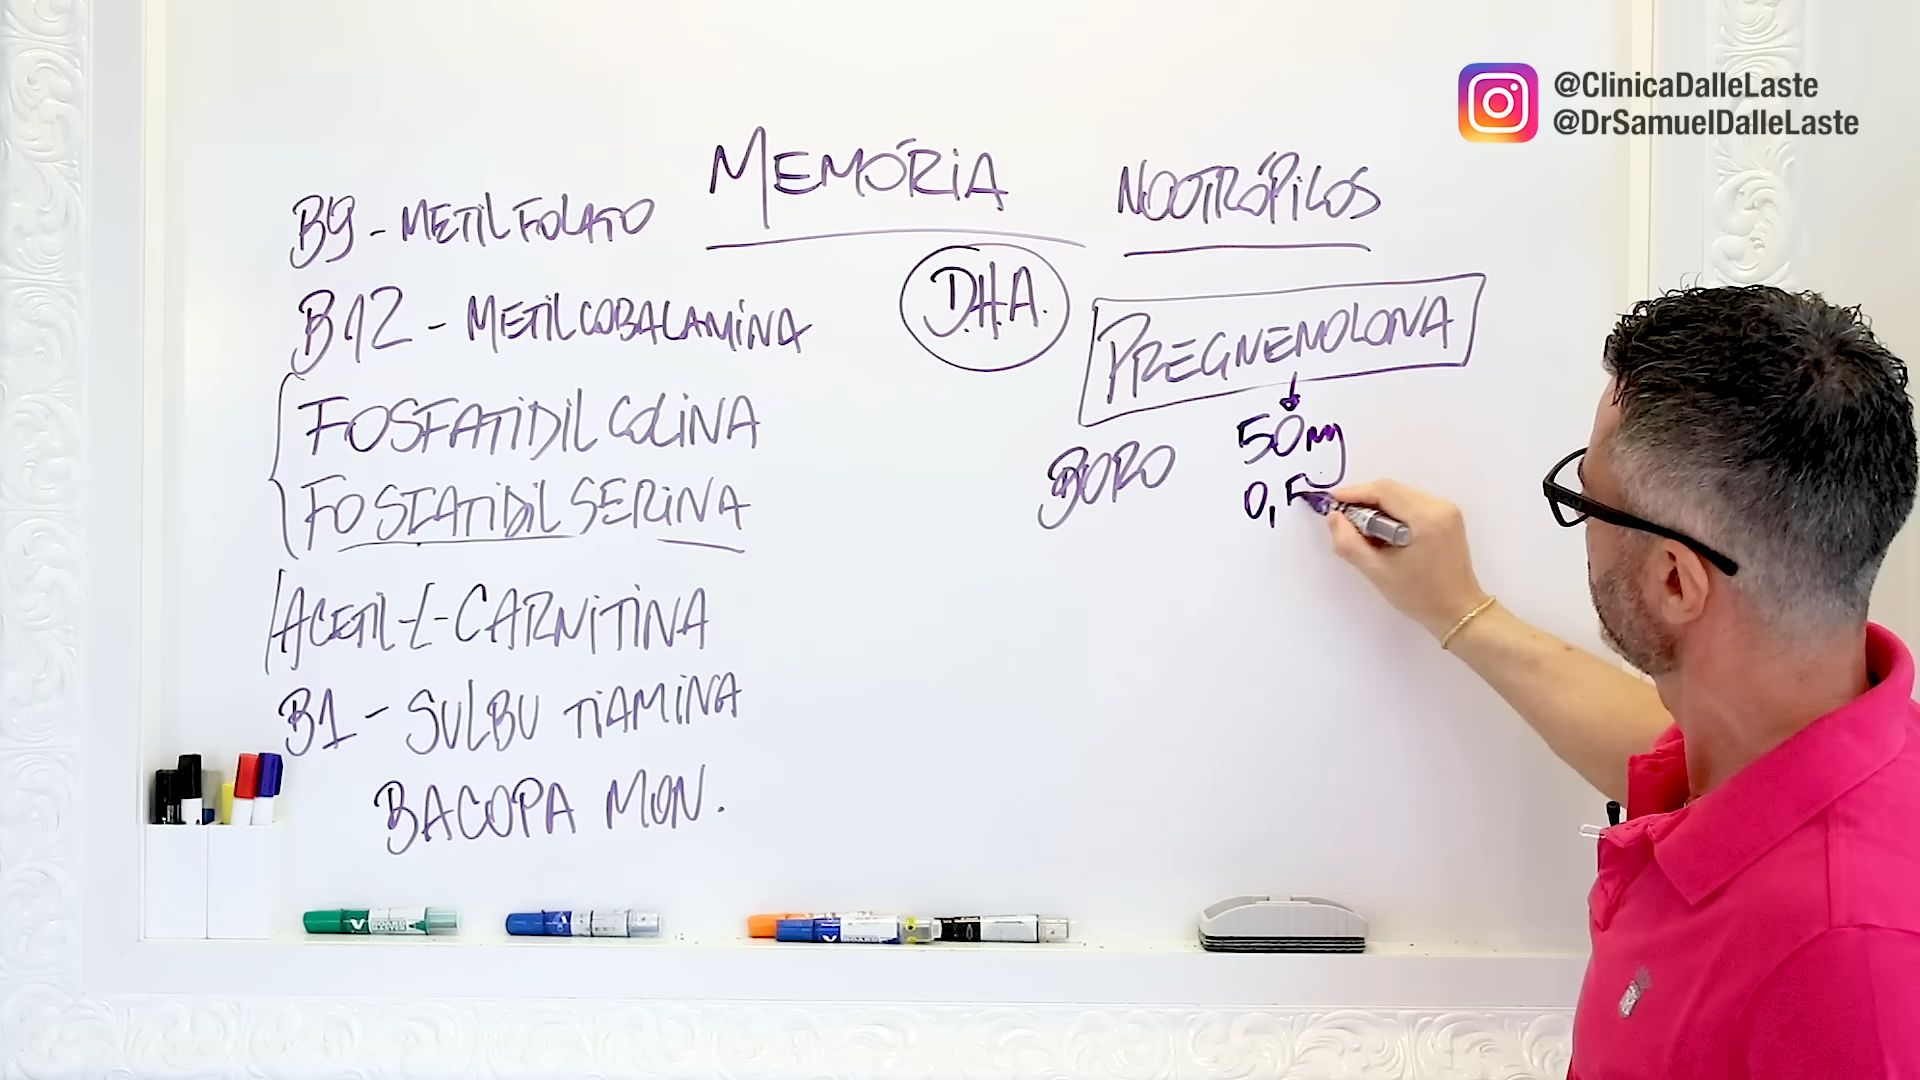 @ClinicaDalleLaste
@DrSamuelDalleLaste
MEMÓRIA
NOOTRÓPICOS
B9 - METILFOLATO
B12 - METILCOBALAMINA
FOSFATIDIL COLINA
FOSFATIDIL SERINA
ACETIL-L-CARNITINA
B1 - SULBU TIAMINA
BACOPA MON.
D.H.A.
PREGNENOLONA
50mg
BORO
0,5